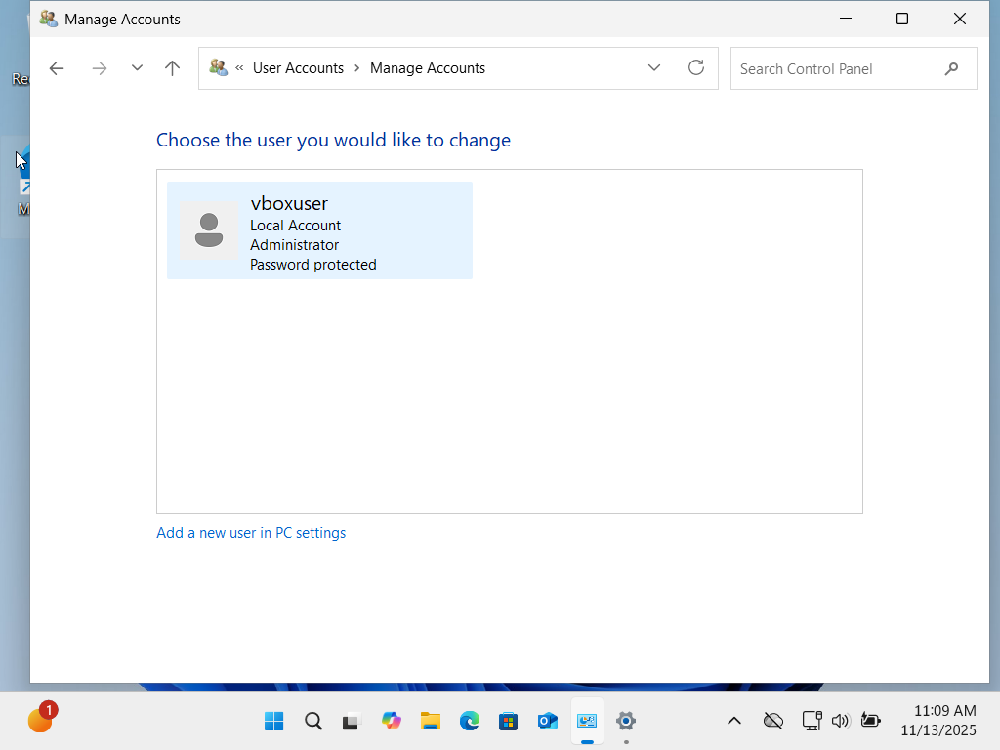 Manage Accounts
« User Accounts › Manage Accounts
Search Control Panel
Choose the user you would like to change
vboxuser
Local Account
Administrator
Password protected
Add a new user in PC settings
1
11:09 AM
11/13/2025